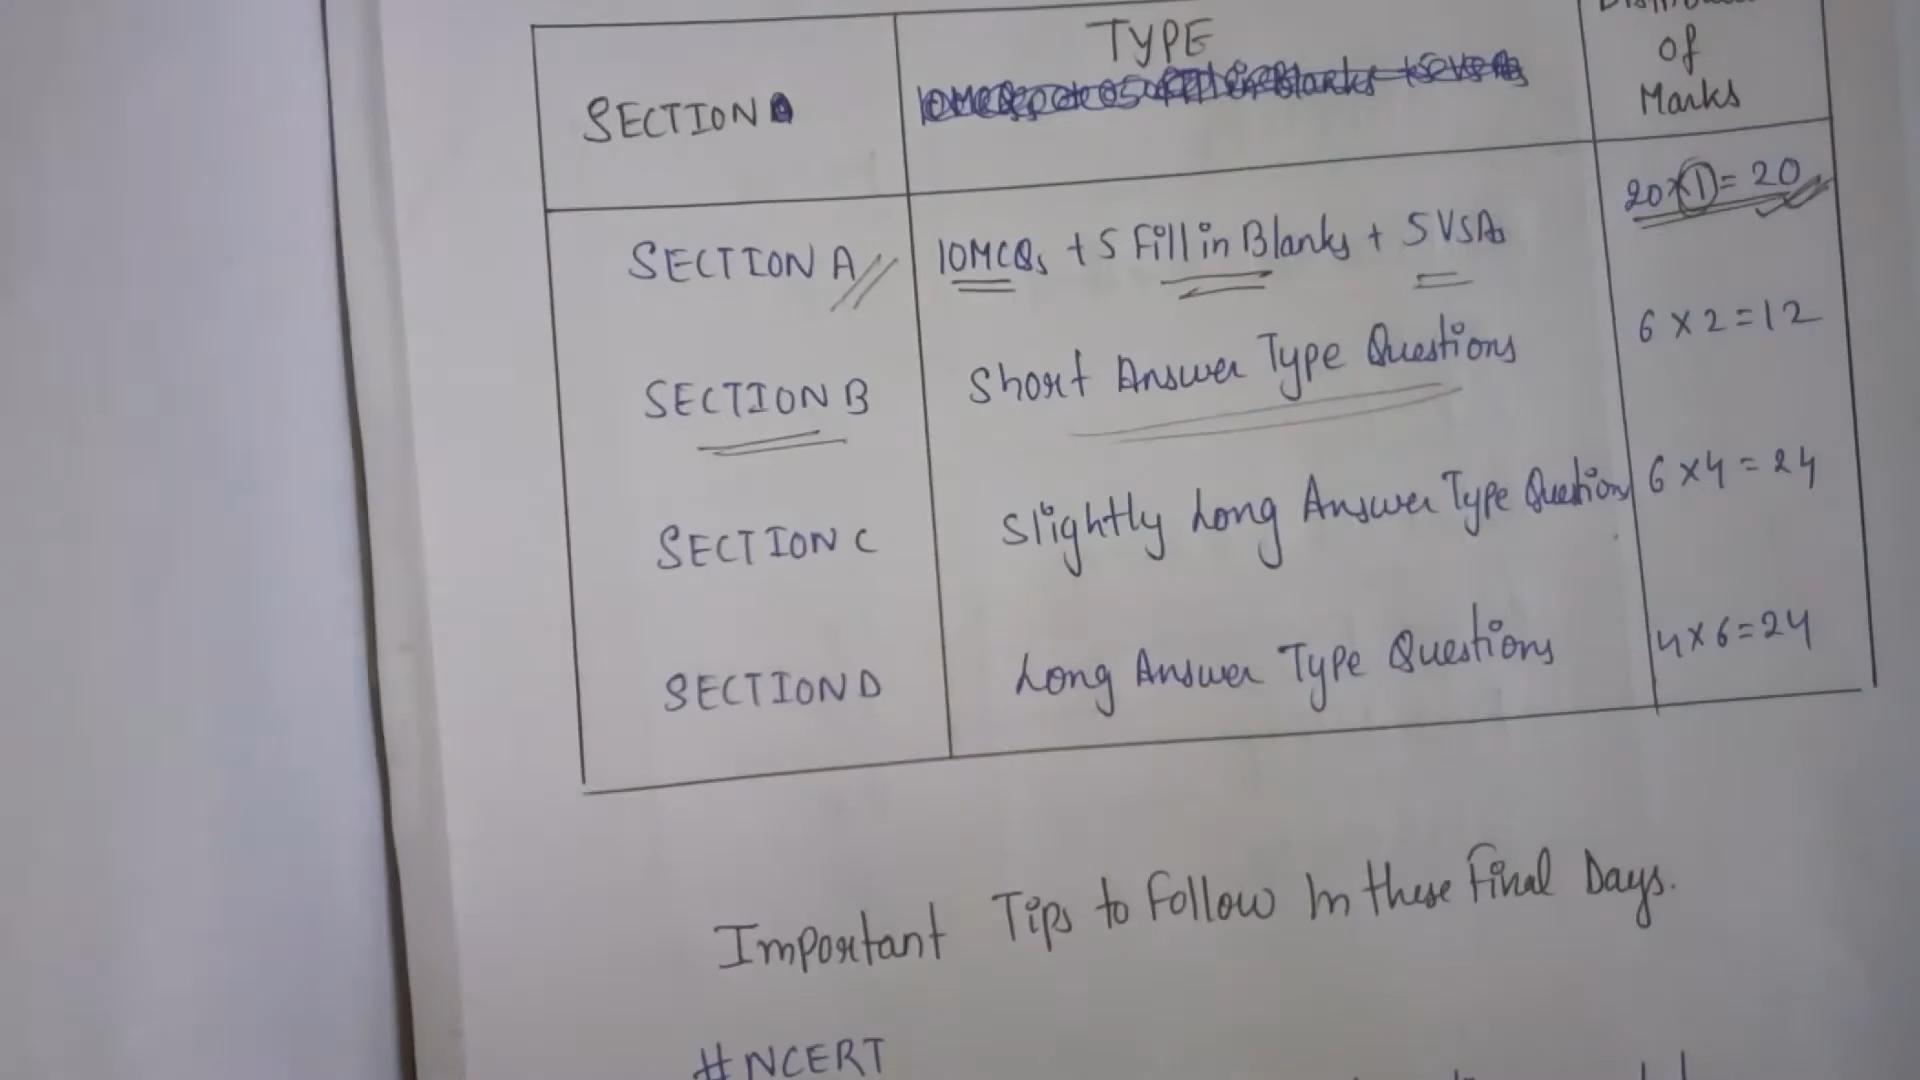 SECTION
TYPE
of
Marks
SECTION A
10MCQs + 5 Fill in Blanks + 5 VSAs
20×1=20
SECTION B
Short Answer Type Questions
6×2=12
SECTION C
Slightly Long Answer Type Question
6×4=24
SECTION D
Long Answer Type Questions
4×6=24
Important Tips to Follow In these Final Days.
#NCERT